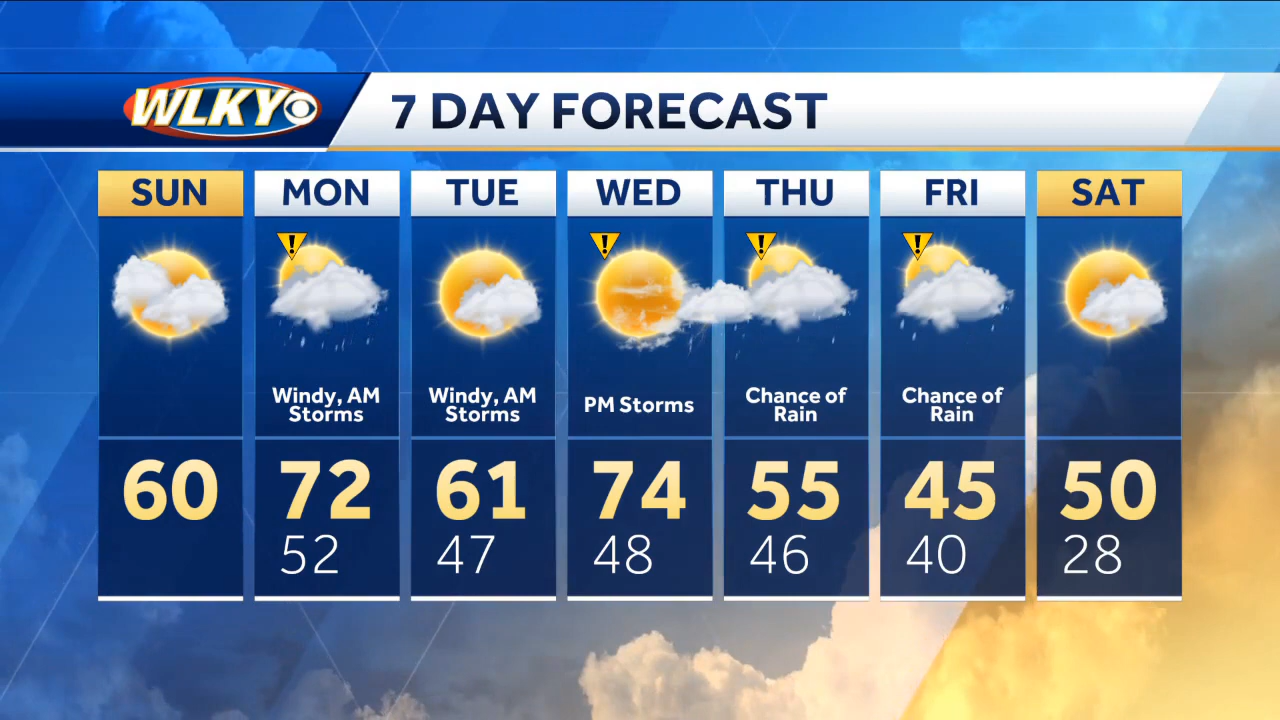 WLKY
7 DAY FORECAST
SUN
MON
TUE
WED
THU
FRI
SAT
!
!
!
!
Windy, AM
Storms
Windy, AM
Storms
PM Storms
Chance of
Rain
Chance of
Rain
60
72
61
74
55
45
50
52
47
48
46
40
28